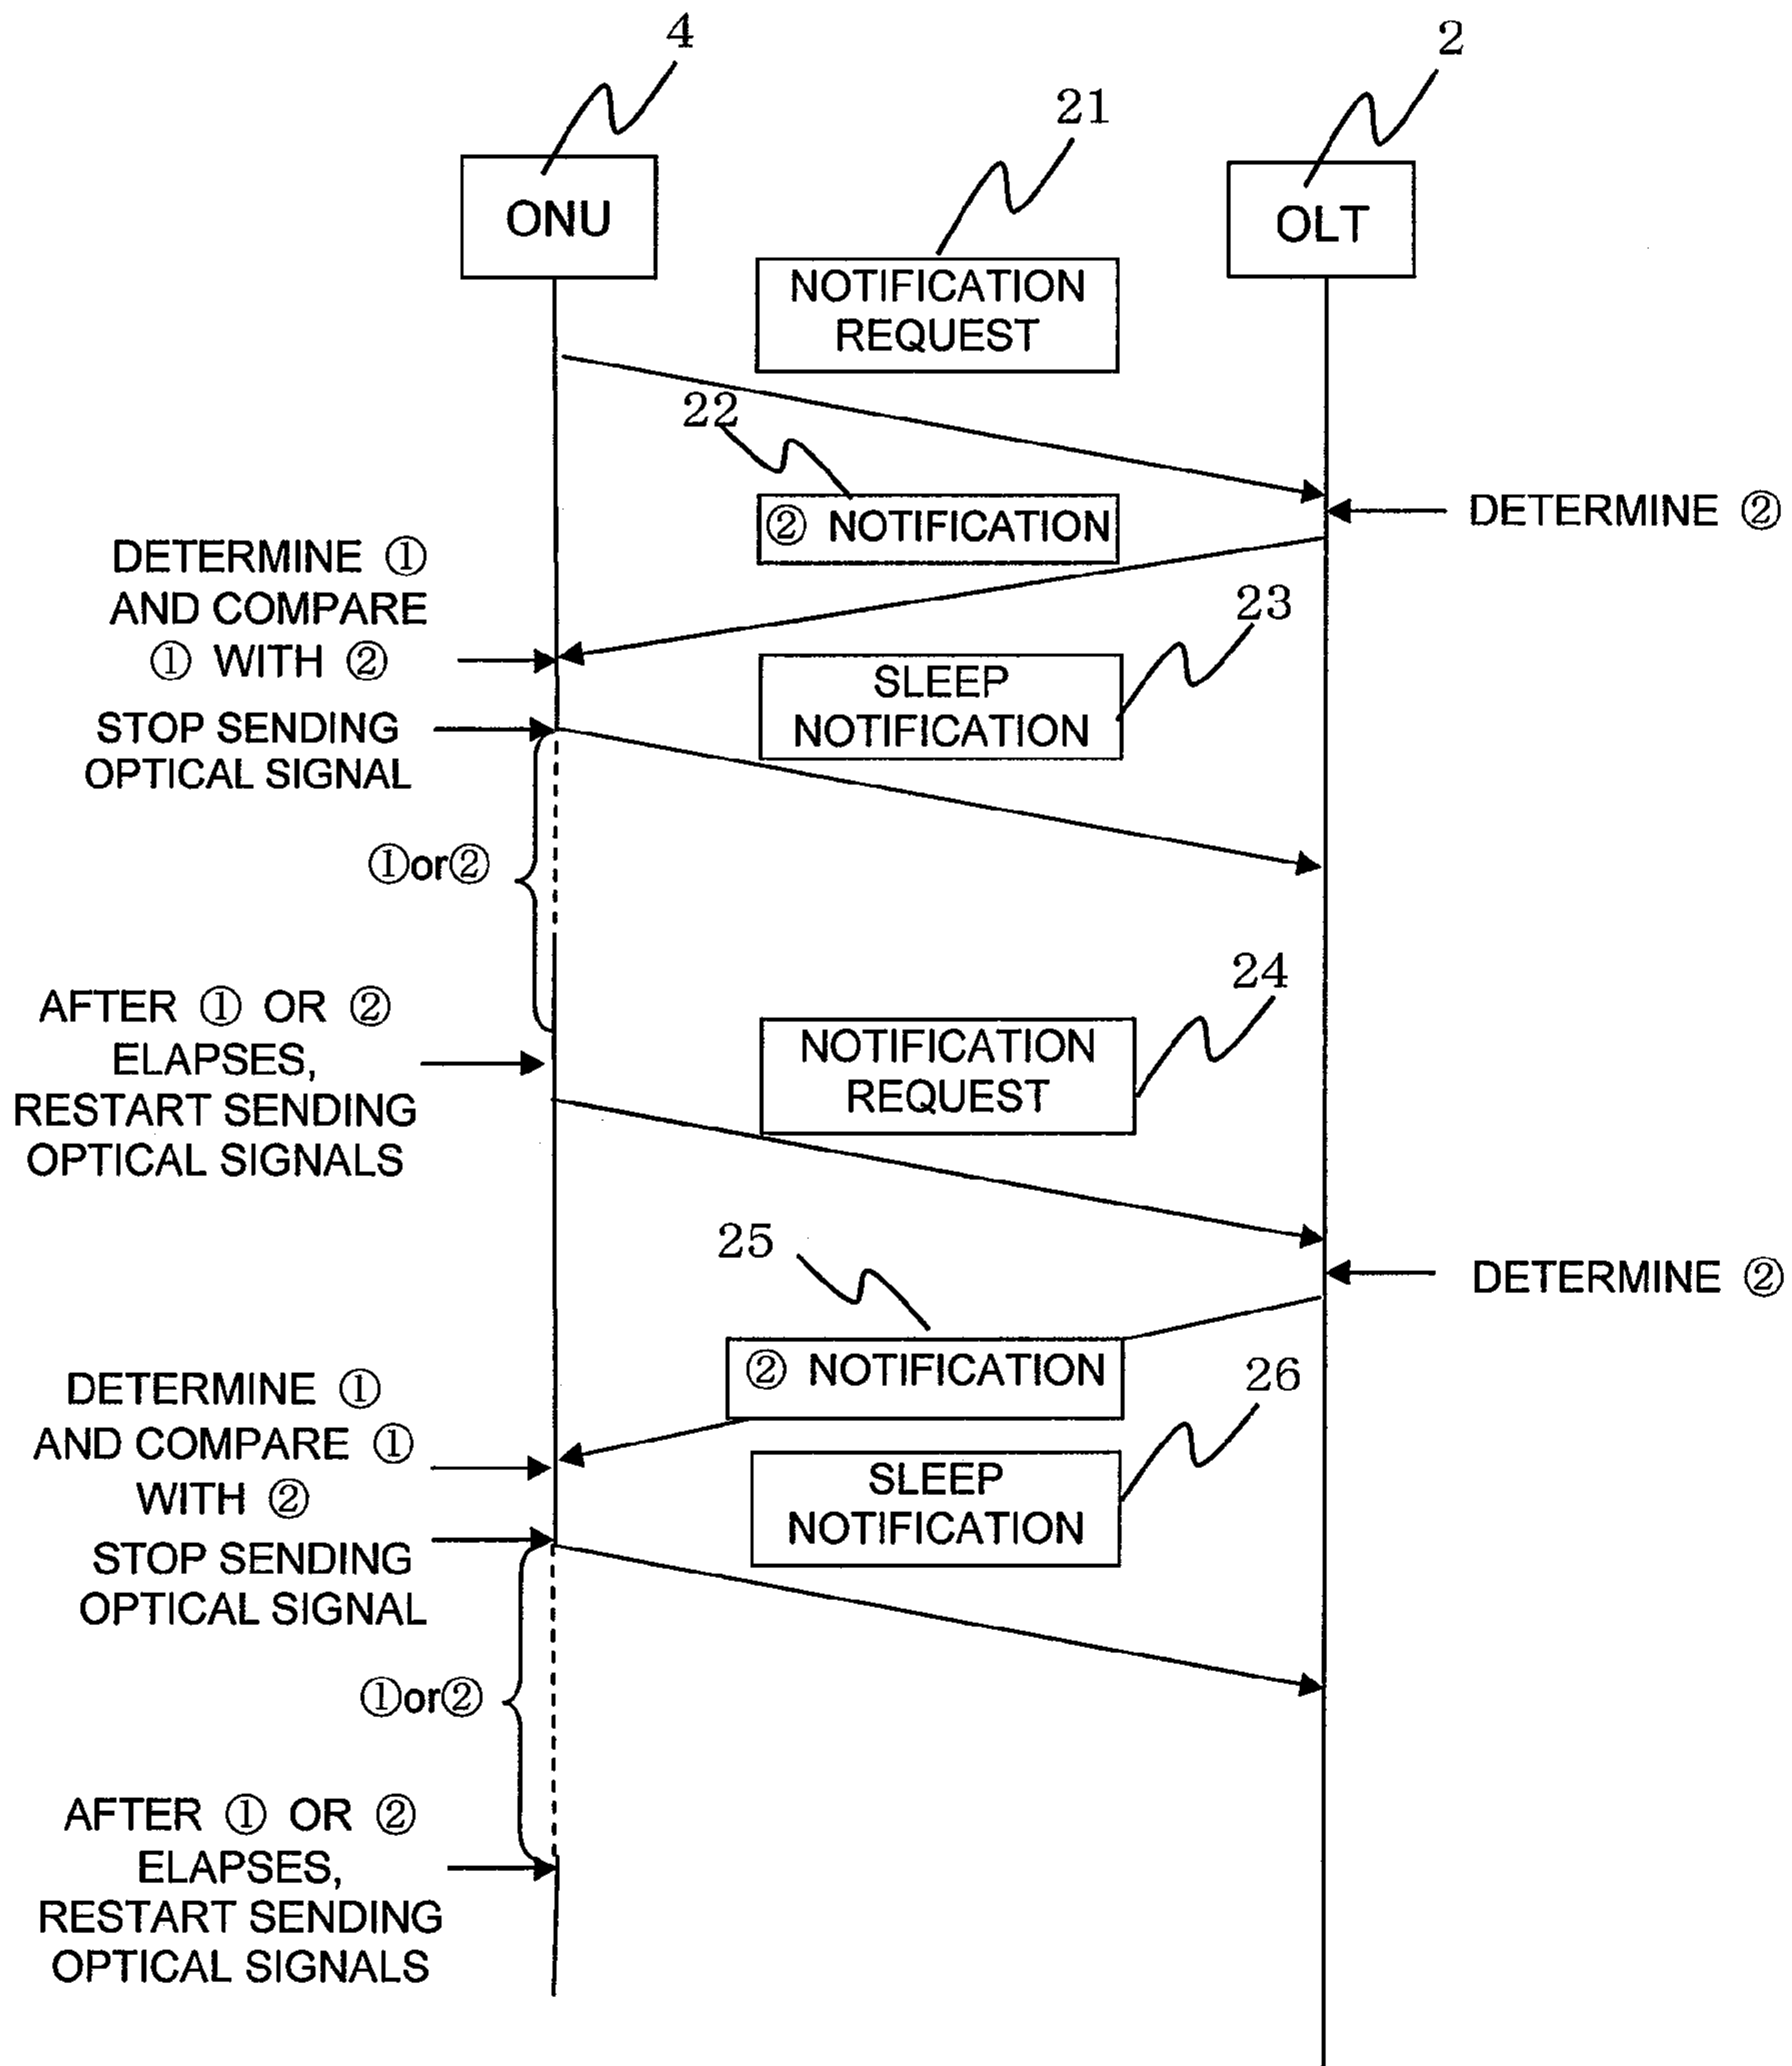 4
2
21
ONU
OLT
NOTIFICATION
REQUEST
22
② NOTIFICATION
DETERMINE ②
DETERMINE ①
AND COMPARE
① WITH ②
23
SLEEP
NOTIFICATION
STOP SENDING
OPTICAL SIGNAL
①or②
24
AFTER ① OR ②
ELAPSES,
RESTART SENDING
OPTICAL SIGNALS
NOTIFICATION
REQUEST
25
DETERMINE ②
② NOTIFICATION
DETERMINE ①
AND COMPARE ①
WITH ②
26
SLEEP
NOTIFICATION
STOP SENDING
OPTICAL SIGNAL
①or②
AFTER ① OR ②
ELAPSES,
RESTART SENDING
OPTICAL SIGNALS